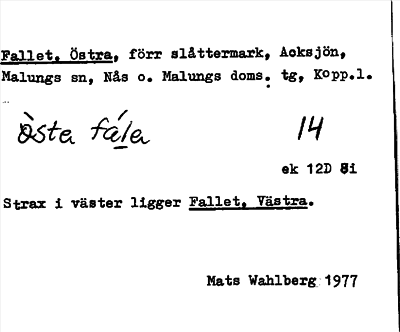 Fallet, Östra, förr slåttermark, Acksjön,
Malungs sn, Nås o. Malungs doms. tg, Kopp.l.
òsta fála 14
ek 12D 8i
Strax i väster ligger Fallet, Västra.
Mats Wahlberg 1977